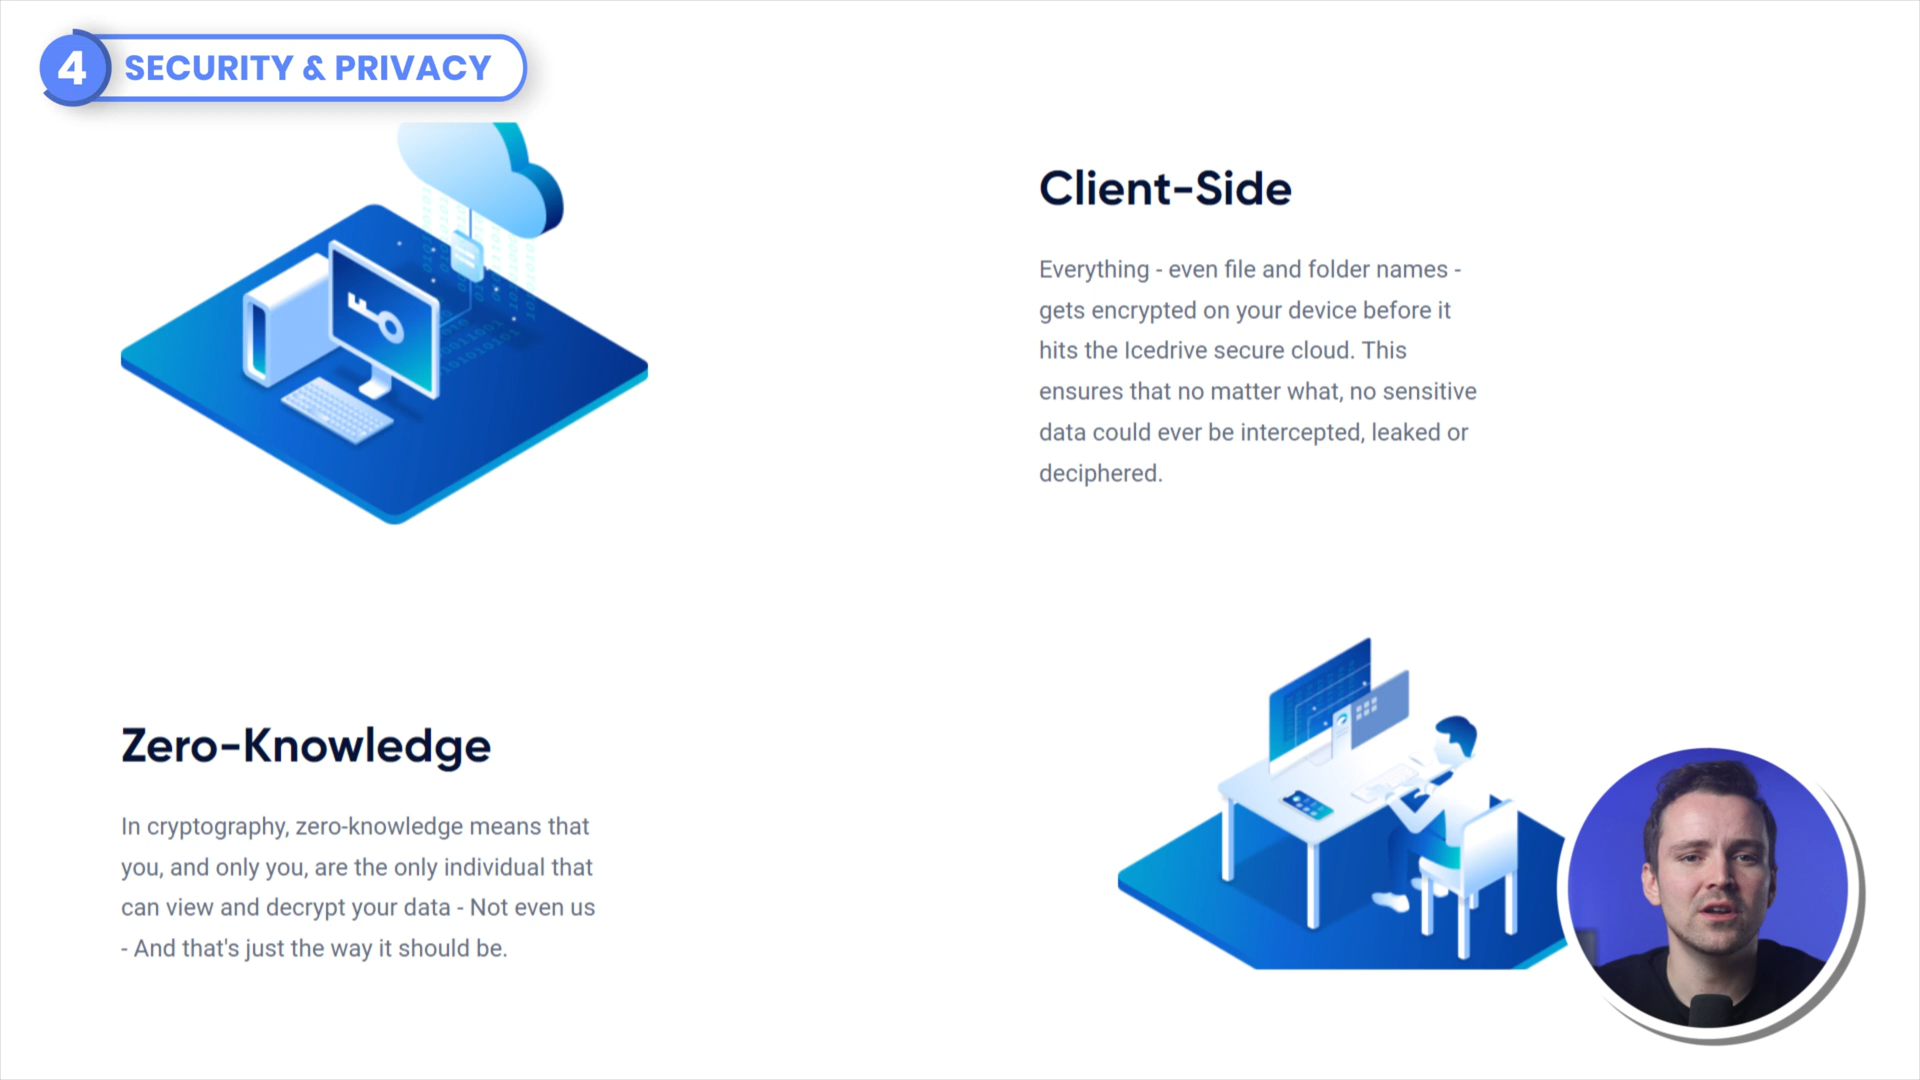 4
SECURITY & PRIVACY
Client-Side
Everything - even file and folder names -
gets encrypted on your device before it
hits the Icedrive secure cloud. This
ensures that no matter what, no sensitive
data could ever be intercepted, leaked or
deciphered.
Zero-Knowledge
In cryptography, zero-knowledge means that
you, and only you, are the only individual that
can view and decrypt your data - Not even us
- And that's just the way it should be.